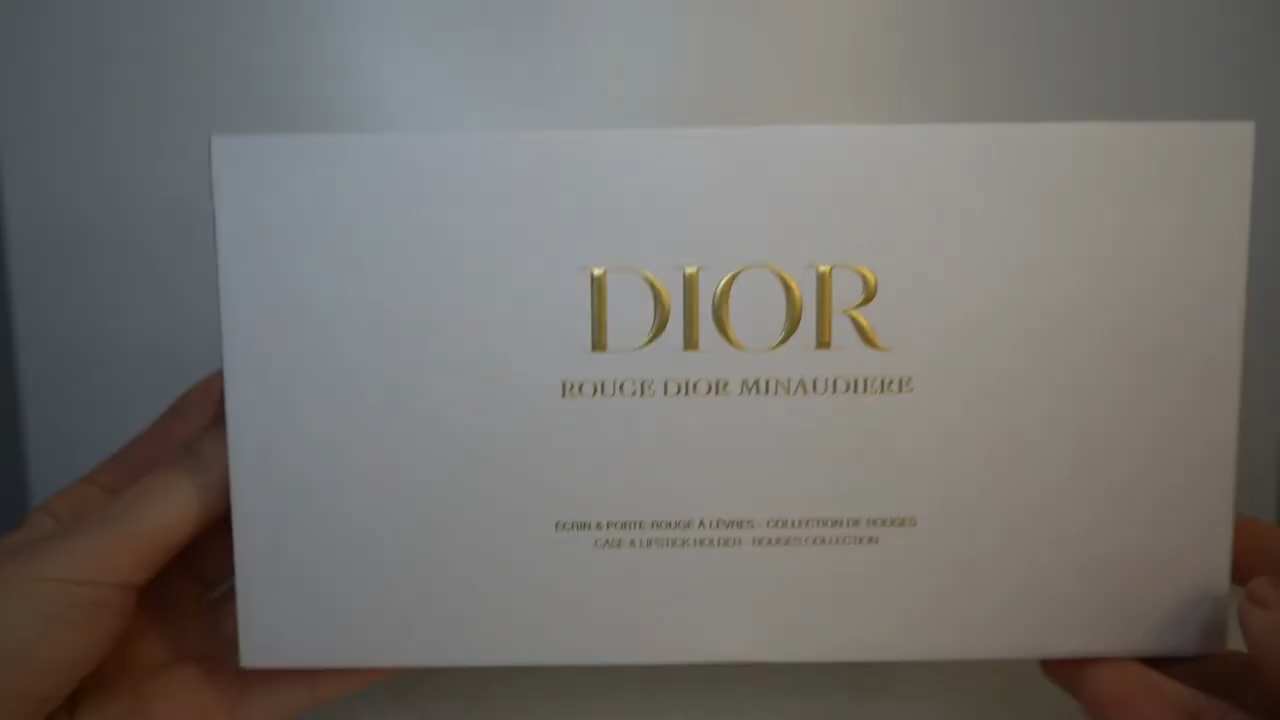 DIOR
ROUGE DIOR MINAUDIERE
ÉCRIN & PORTE-ROUGE À LÈVRES - COLLECTION DE ROUGES
CASE & LIPSTICK HOLDER - ROUGES COLLECTION